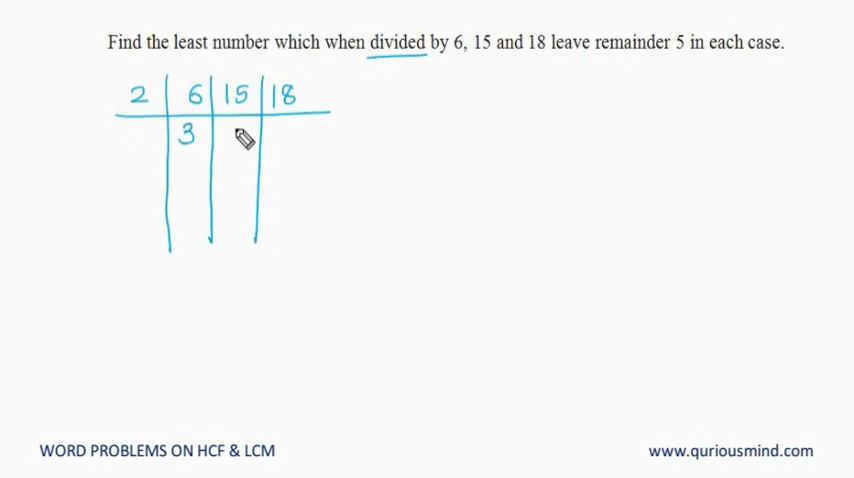 Find the least number which when divided by 6, 15 and 18 leave remainder 5 in each case.
2 6 15 18
3
WORD PROBLEMS ON HCF & LCM
www.quriousmind.com